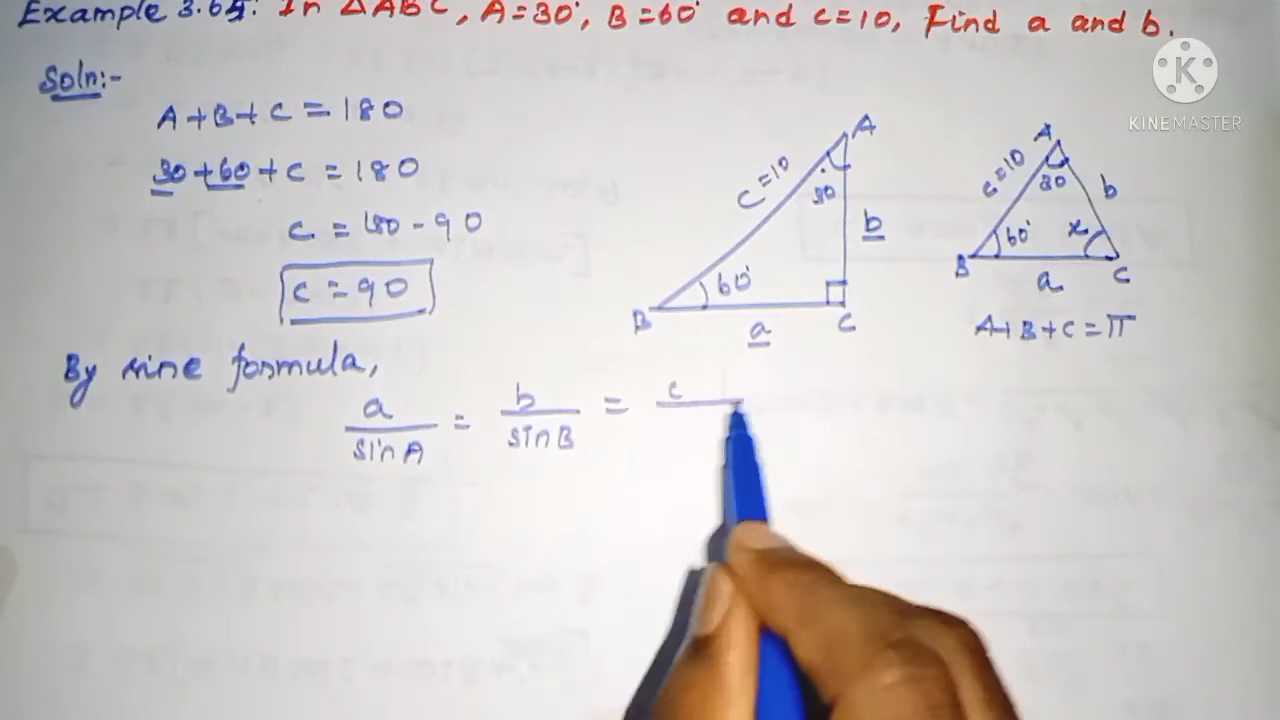 Example 3.65: In △ABC, A=30°, B=60° and c=10, Find a and b.
Soln:-
A+B+C=180
30+60+C=180
C=180-90
C=90
By sine formula,
a/sinA = b/sinB = c
A
C=10
30
b
60°
B
a
C
A
c=10
30
b
60°
x
B
a
C
A+B+C=π
K
KINEMASTER